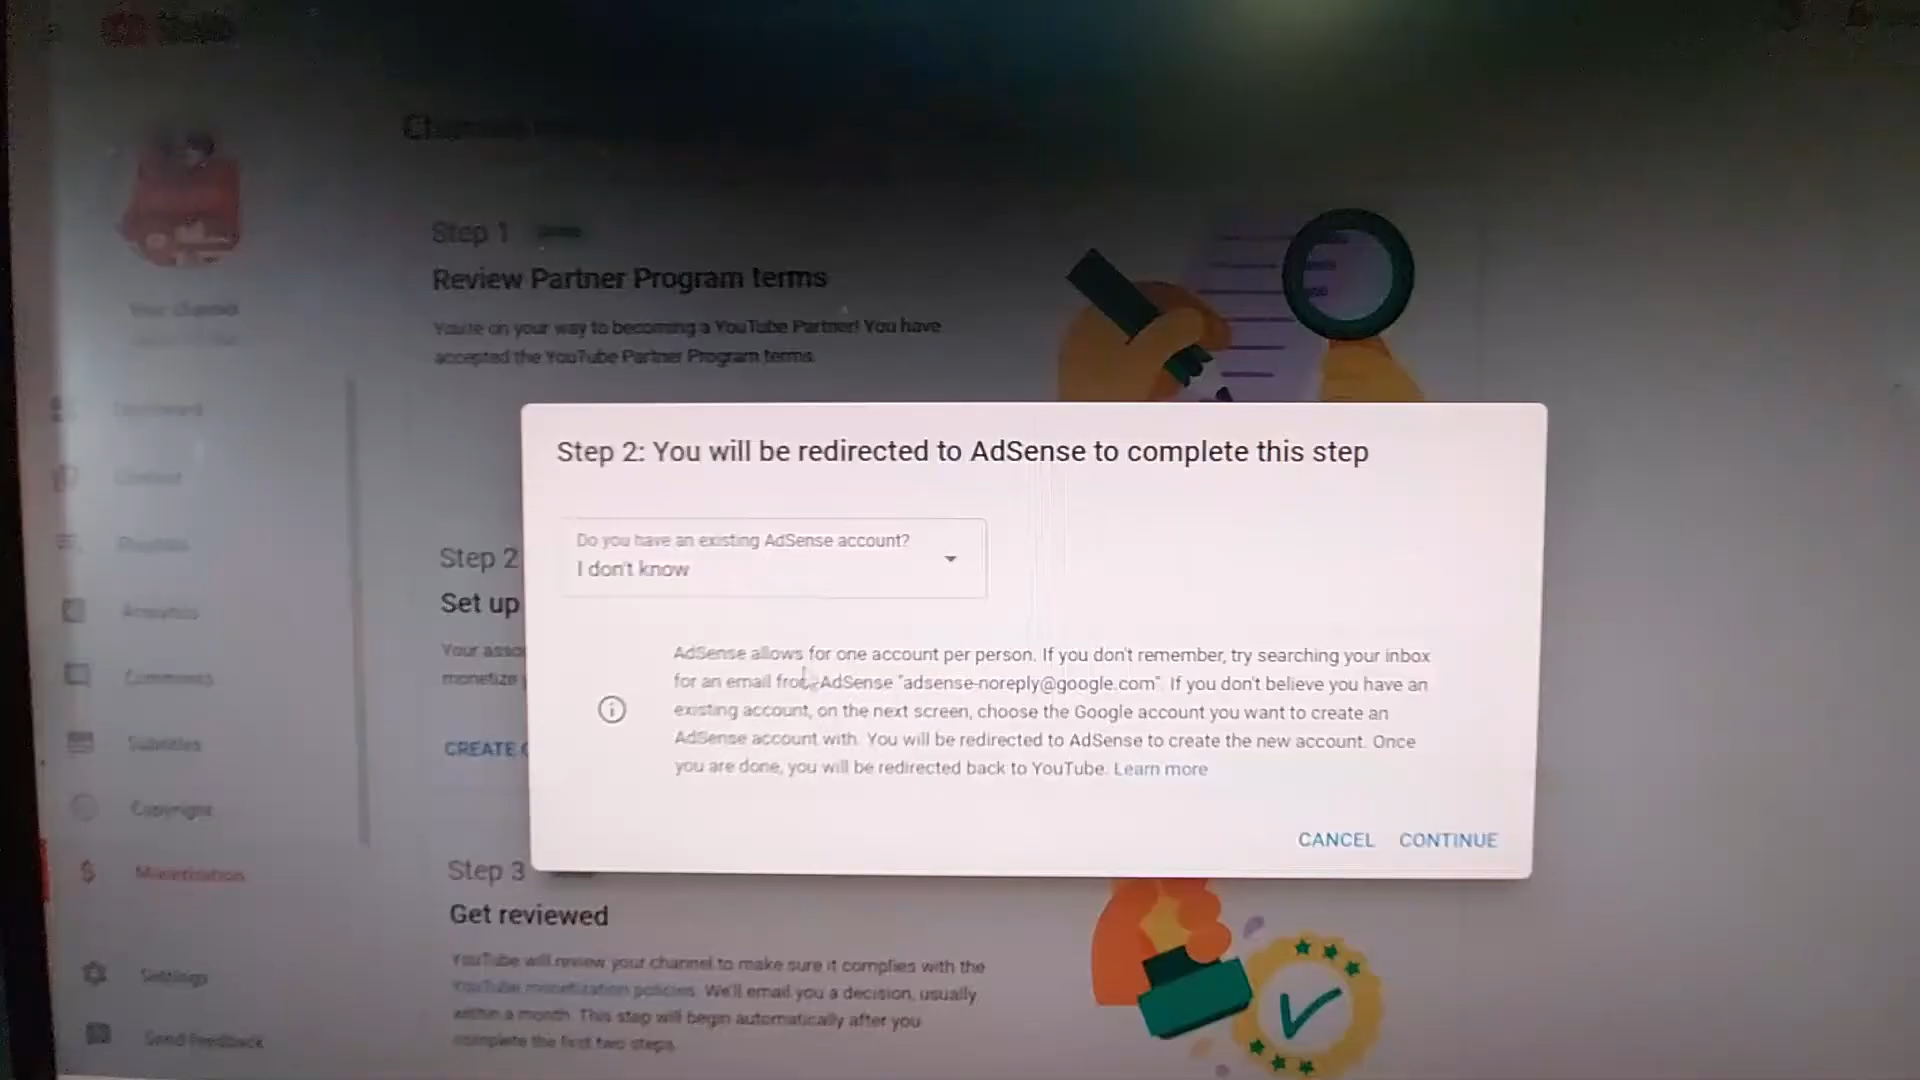 Step 1
Review Partner Program terms
You're on your way to becoming a YouTube Partner! You have
accepted the YouTube Partner Program terms.
Your Channel
Dashboard
Content
Playlists
Analytics
Comments
Subtitles
Copyright
Monetization
Settings
Send Feedback
Step 2
Set up
Your asso
monetize
CREATE
Step 2: You will be redirected to AdSense to complete this step
Do you have an existing AdSense account?
I don't know
AdSense allows for one account per person. If you don't remember, try searching your inbox
for an email from AdSense "adsense-noreply@google.com". If you don't believe you have an
existing account, on the next screen, choose the Google account you want to create an
AdSense account with. You will be redirected to AdSense to create the new account. Once
you are done, you will be redirected back to YouTube. Learn more
CANCEL CONTINUE
Step 3
Get reviewed
YouTube will review your channel to make sure it complies with the
YouTube monetization policies. We'll email you a decision, usually
within a month. This step will begin automatically after you
complete the first two steps.